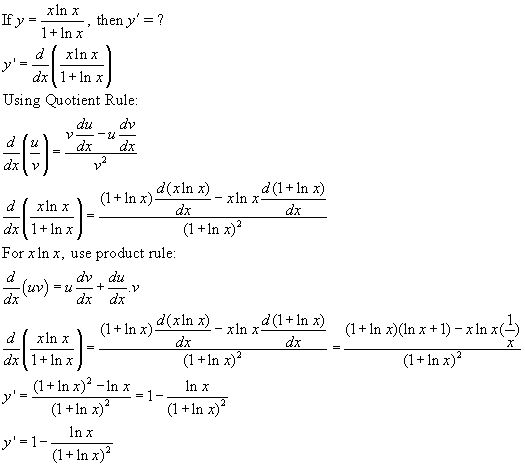 If y = (x ln x)/(1 + ln x), then y′ = ?
y' = d/dx((x ln x)/(1 + ln x))
Using Quotient Rule:
d/dx(u/v) = (v du/dx − u dv/dx)/v²
d/dx((x ln x)/(1 + ln x)) = ((1 + ln x) d(x ln x)/dx − x ln x d(1 + ln x)/dx)/(1 + ln x)²
For x ln x, use product rule:
d/dx(uv) = u dv/dx + du/dx.v
d/dx((x ln x)/(1 + ln x)) = ((1 + ln x) d(x ln x)/dx − x ln x d(1 + ln x)/dx)/(1 + ln x)² = ((1 + ln x)(ln x + 1) − x ln x(1/x))/(1 + ln x)²
y' = ((1 + ln x)² − ln x)/(1 + ln x)² = 1 − ln x/(1 + ln x)²
y' = 1 − ln x/(1 + ln x)²